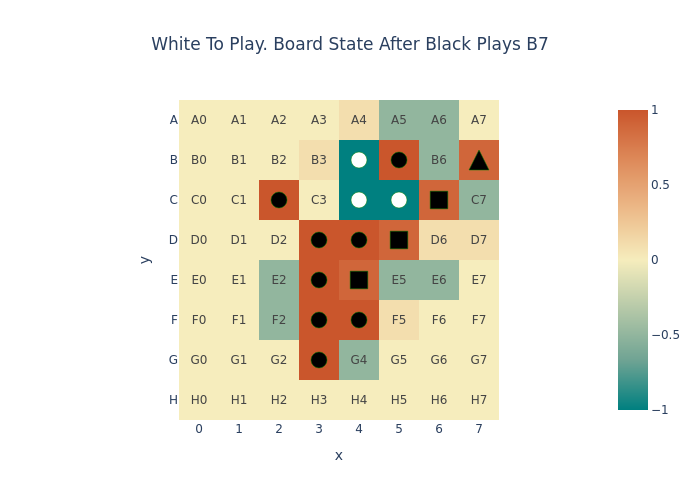 White To Play. Board State After Black Plays B7
A A0 A1 A2 A3 A4 A5 A6 A7
1
B B0 B1 B2 B3 B6
C C0 C1 C3 C7
0.5
D D0 D1 D2 D6 D7
y
0
E E0 E1 E2 E5 E6 E7
F F0 F1 F2 F5 F6 F7
−0.5
G G0 G1 G2 G4 G5 G6 G7
H H0 H1 H2 H3 H4 H5 H6 H7
−1
0 1 2 3 4 5 6 7
x